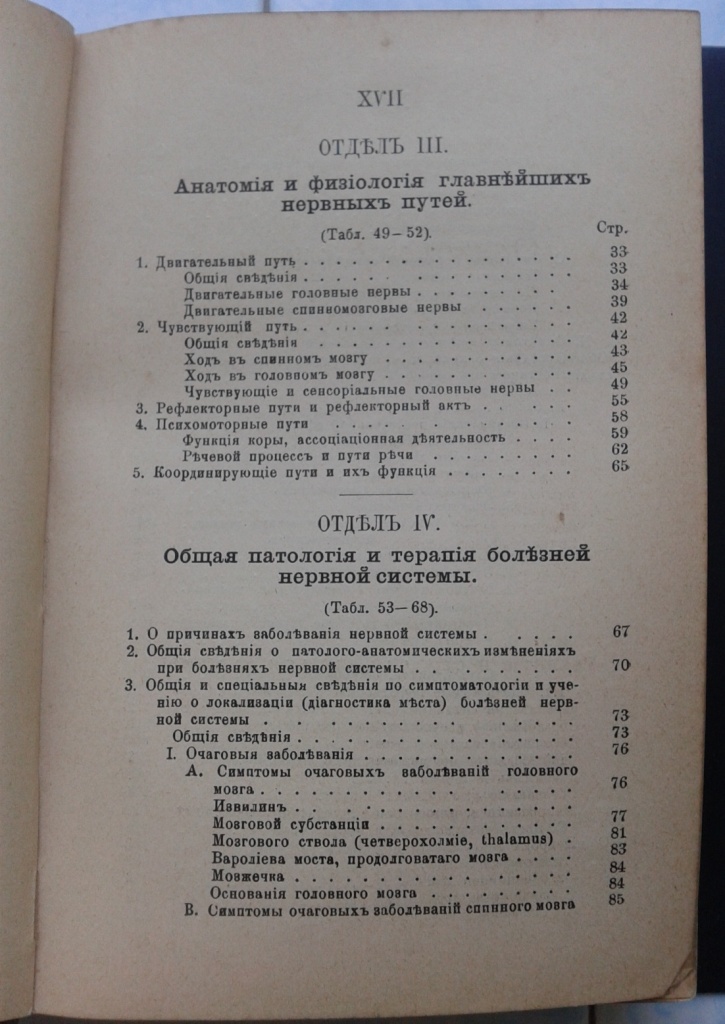 XVII
ОТДѢЛЪ III.
Анатомія и физіологія главнѣйшихъ
нервныхъ путей.
(Табл. 49–52).
Стр.
1. Двигательный путь . . . . . . . . . . . . . . . . 33
Общія свѣдѣнія . . . . . . . . . . . . . . 33
Двигательные головные нервы . . . . . . . . . 34
Двигательные спинномозговые нервы . . . . . . 39
2. Чувствующій путь . . . . . . . . . . . . . . . . 42
Общія свѣдѣнія . . . . . . . . . . . . . . 42
Ходъ въ спинномъ мозгу . . . . . . . . . . . 43
Ходъ въ головномъ мозгу . . . . . . . . . . . 45
Чувствующіе и сенсоріальные головные нервы . . 49
3. Рефлекторные пути и рефлекторный актъ . . . . . . 55
4. Психомоторные пути . . . . . . . . . . . . . . 58
Функція коры, ассоціаціонная дѣятельность . . . . 59
Рѣчевой процессъ и пути рѣчи . . . . . . . . . 62
5. Координирующіе пути и ихъ функція . . . . . . . . 65
ОТДѢЛЪ IV.
Общая патологія и терапія болѣзней
нервной системы.
(Табл. 53–68).
1. О причинахъ заболѣванія нервной системы . . . . . 67
2. Общія свѣдѣнія о патолого-анатомическихъ измѣненіяхъ
при болѣзняхъ нервной системы . . . . . . . . . 70
3. Общія и спеціальныя свѣдѣнія по симптоматологіи и уче-
нію о локализаціи (діагностика мѣста) болѣзней нерв-
ной системы . . . . . . . . . . . . . . . . 73
Общія свѣдѣнія . . . . . . . . . . . . . . . 73
I. Очаговыя заболѣванія . . . . . . . . . . . . 76
А. Симптомы очаговыхъ заболѣваній головного
мозга . . . . . . . . . . . . . . . . . 76
Извилинъ . . . . . . . . . . . . . . . .
Мозговой субстанціи . . . . . . . . . . . 77
Мозгового ствола (четверохолміе, thalamus) . 81
Вароліева моста, продолговатаго мозга . . . . 83
Мозжечка . . . . . . . . . . . . . . . 84
Основанія головного мозга . . . . . . . . . 84
В. Симптомы очаговыхъ заболѣваній спинного мозга 85